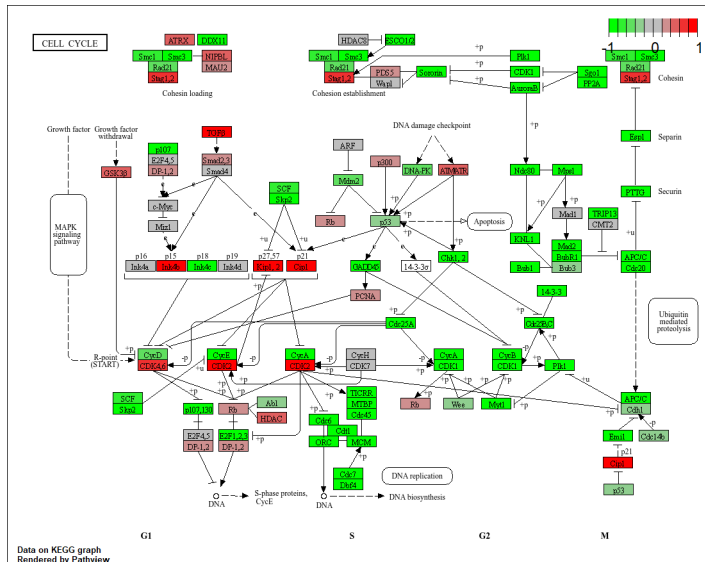 CELL CYCLE
ATRX DDX11
Smc1 Smc3 NIPBL
Rad21 MAU2
Stag1,2
Cohesin loading
HDACS ESCO1G
Smc1 Smc3
Rad21 PDS5 Sororin
Stag1,2 Wapl
Cohesion establishment
+p
Plk1
CDK1 Sgo1
AuroraB PP2A
-1 0 1
Smc1 Smc3
Rad21 Cohesin
Stag1,2
Growth factor
Growth factor
withdrawal
GSK3β
TGFβ
p107
E2F4,5 Smad2,3
DP-1,2 Smad4
c-Myc
Miz1
SCF
Skp2
MAPK
signaling
pathway
p16 p15 p18 p19 p27,57 p21
Ink4a Ink4b Ink4c Ink4d Kip1, 2 Cip1
DNA damage checkpoint
ARF
p300 DNA-PK ATMATR
Mdm2
Rb p53 Apoptosis
GADD45 14-3-3σ Chk1, 2
PCNA
Ndc80 Mps1
Mad1
KNL1 Mad2
BubR1
Bub1 Bub3
TRIP13
CMT2
Esp1 Separin
PTTG Securin
APC/C
Cdc20
14-3-3
Cdc25A Cdc25B,C
Ubiquitin
mediated
proteolysis
R-point
(START)
CycD CycE CycA CycH CycA CycB
CDK4,6 CDK2 CDK2 CDK7 CDK1 CDK1 Plk1
SCF
Skp2
p107,130 Rb Abl
HDAC
E2F4,5 E2F1,2,3
DP-1,2 DP-1,2
TICRR
MTBP
Cdc6 Cdc45
Cdt1
ORC MCM
Cdc7
Dbf4
Rb Wee Myt1
APC/C
Cdh1
Emi1 Cdc14b
p21
Cip1
p53
DNA S-phase proteins,
CycE
DNA DNA biosynthesis
DNA replication
G1 S G2 M
Data on KEGG graph
Rendered by Pathview